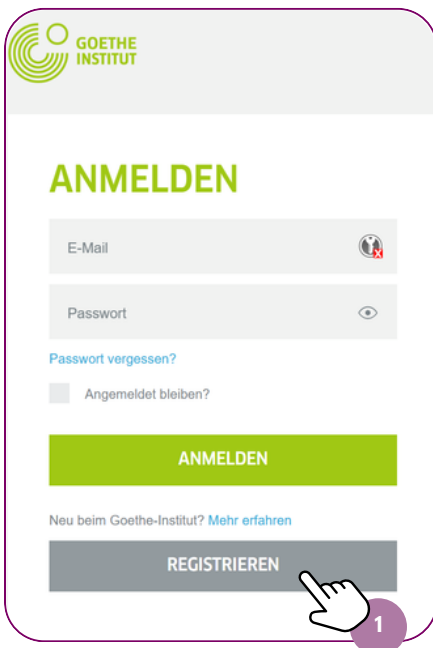 GOETHE
INSTITUT
ANMELDEN
E-Mail
Passwort
Passwort vergessen?
Angemeldet bleiben?
ANMELDEN
Neu beim Goethe-Institut? Mehr erfahren
REGISTRIEREN
1